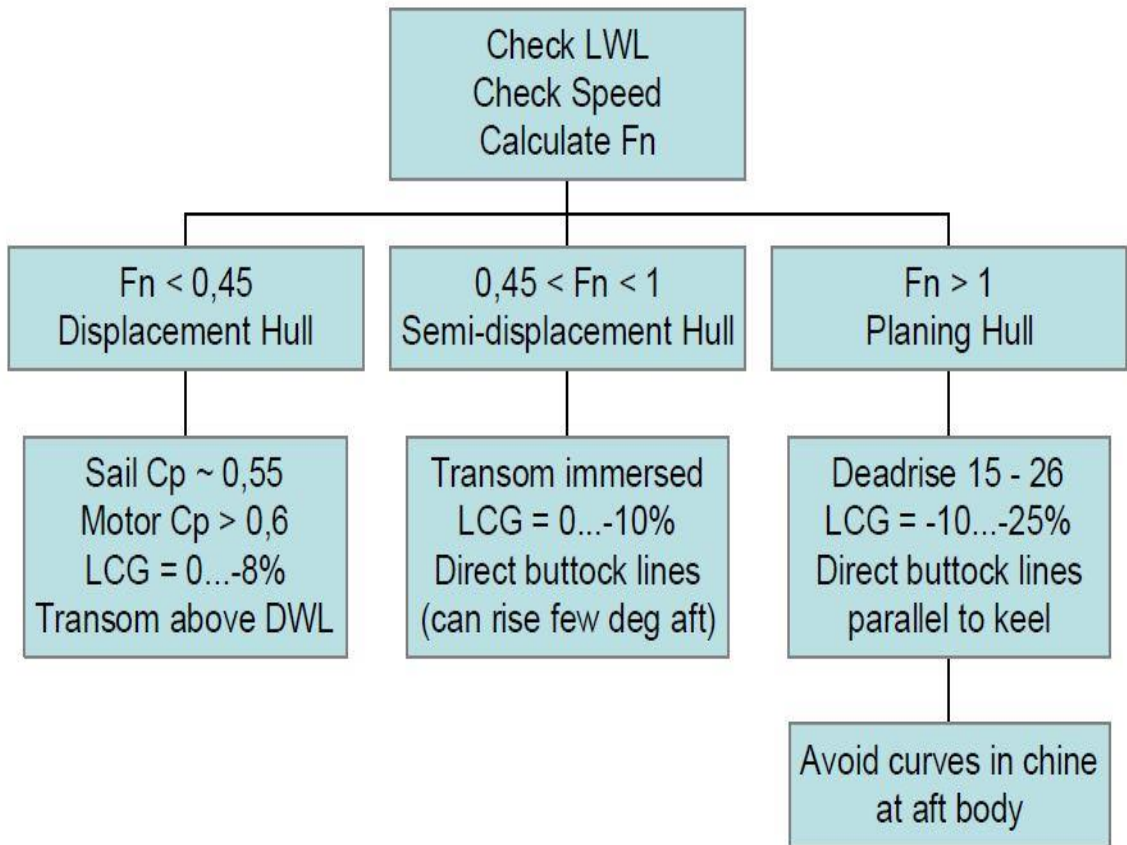 Check LWL
Check Speed
Calculate Fn
Fn < 0,45
Displacement Hull
0,45 < Fn < 1
Semi-displacement Hull
Fn > 1
Planing Hull
Sail Cp ~ 0,55
Motor Cp > 0,6
LCG = 0...-8%
Transom above DWL
Transom immersed
LCG = 0...-10%
Direct buttock lines
(can rise few deg aft)
Deadrise 15 - 26
LCG = -10...-25%
Direct buttock lines
parallel to keel
Avoid curves in chine
at aft body